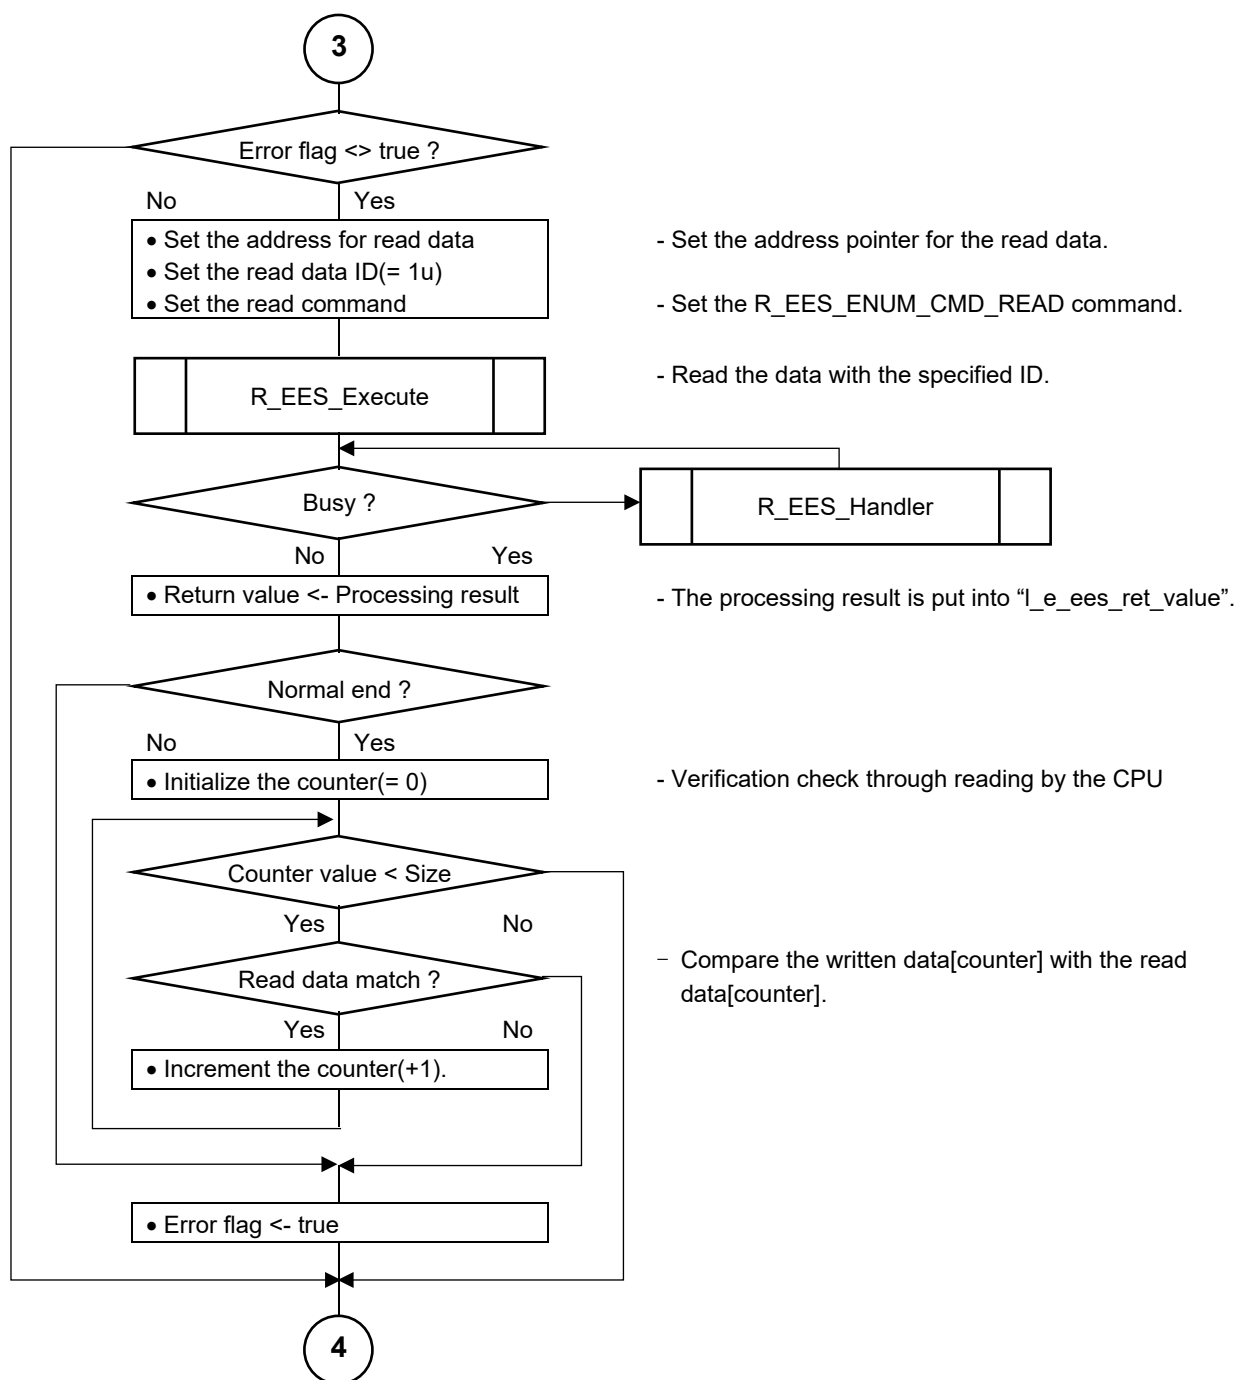 3
Error flag <> true ?
No
Yes
• Set the address for read data
- Set the address pointer for the read data.
• Set the read data ID(= 1u)
• Set the read command
- Set the R_EES_ENUM_CMD_READ command.
- Read the data with the specified ID.
R_EES_Execute
Busy ?
R_EES_Handler
No
Yes
• Return value <- Processing result
- The processing result is put into “l_e_ees_ret_value”.
Normal end ?
No
Yes
• Initialize the counter(= 0)
- Verification check through reading by the CPU
Counter value < Size
Yes
No
Read data match ?
− Compare the written data[counter] with the read
data[counter].
Yes
No
• Increment the counter(+1).
• Error flag <- true
4